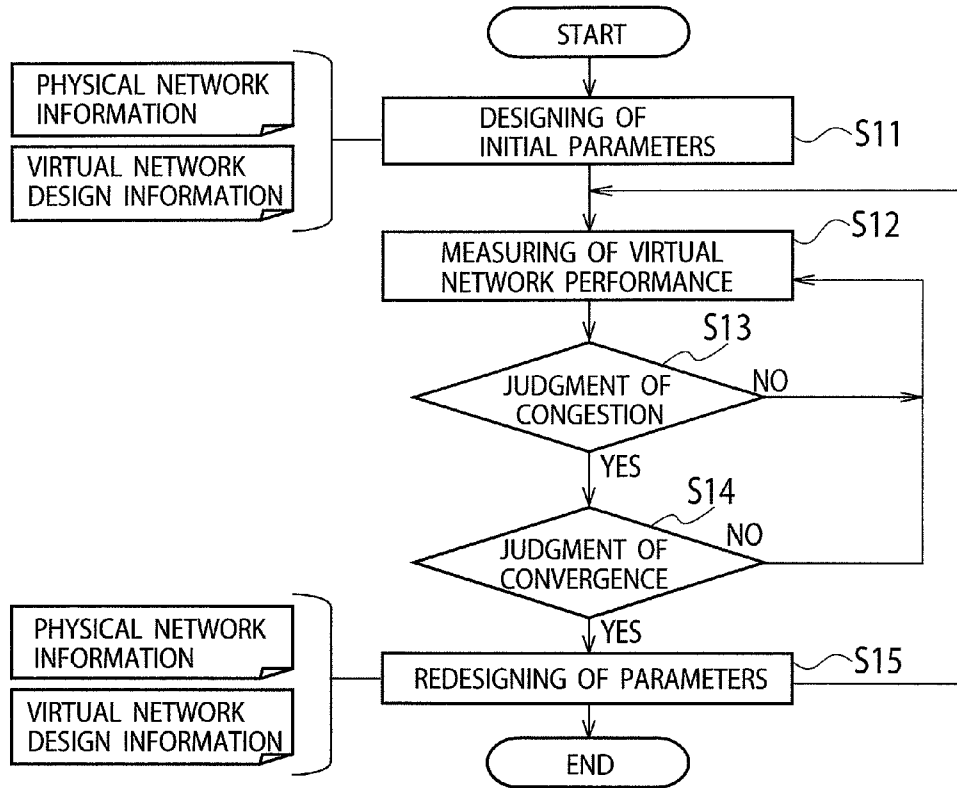 START
PHYSICAL NETWORK
INFORMATION
VIRTUAL NETWORK
DESIGN INFORMATION
DESIGNING OF
INITIAL PARAMETERS
S11
MEASURING OF VIRTUAL
NETWORK PERFORMANCE
S12
S13
JUDGMENT OF
CONGESTION
NO
YES
S14
JUDGMENT OF
CONVERGENCE
NO
YES
PHYSICAL NETWORK
INFORMATION
VIRTUAL NETWORK
DESIGN INFORMATION
REDESIGNING OF PARAMETERS
S15
END